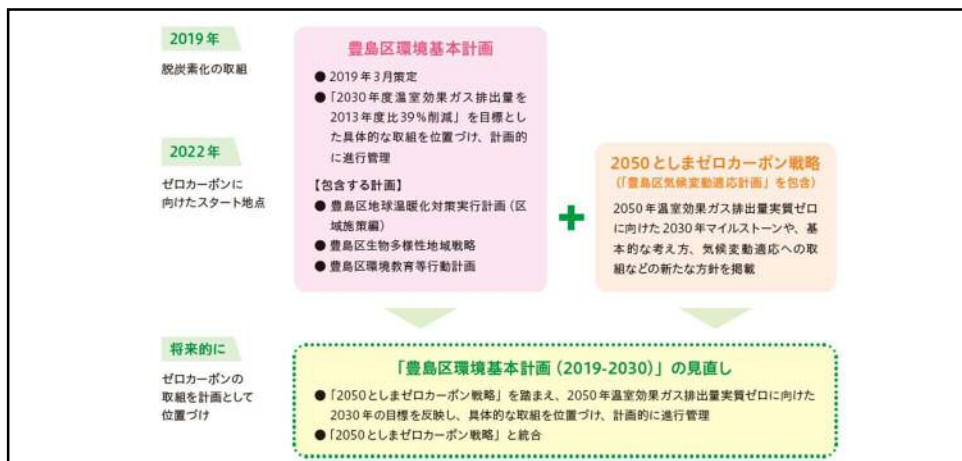 2019年
脱炭素化の取組
2022年
ゼロカーボンに
向けたスタート地点
将来的に
ゼロカーボンの
取組を計画として
位置づけ
豊島区環境基本計画
● 2019年3月策定
● 「2030年度温室効果ガス排出量を
2013年度比39%削減」を目標とし
た具体的な取組を位置づけ、計画的
に進行管理
【包含する計画】
● 豊島区地球温暖化対策実行計画（区
域施策編）
● 豊島区生物多様性地域戦略
● 豊島区環境教育等行動計画
+
2050としまゼロカーボン戦略
（「豊島区気候変動適応計画」を包含）
2050年温室効果ガス排出量実質ゼロ
に向けた2030年マイルストーンや、基
本的な考え方、気候変動適応への取
組などの新たな方針を掲載
「豊島区環境基本計画（2019-2030）」の見直し
● 「2050としまゼロカーボン戦略」を踏まえ、2050年温室効果ガス排出量実質ゼロに向けた
2030年の目標を反映し、具体的な取組を位置づけ、計画的に進行管理
● 「2050としまゼロカーボン戦略」と統合